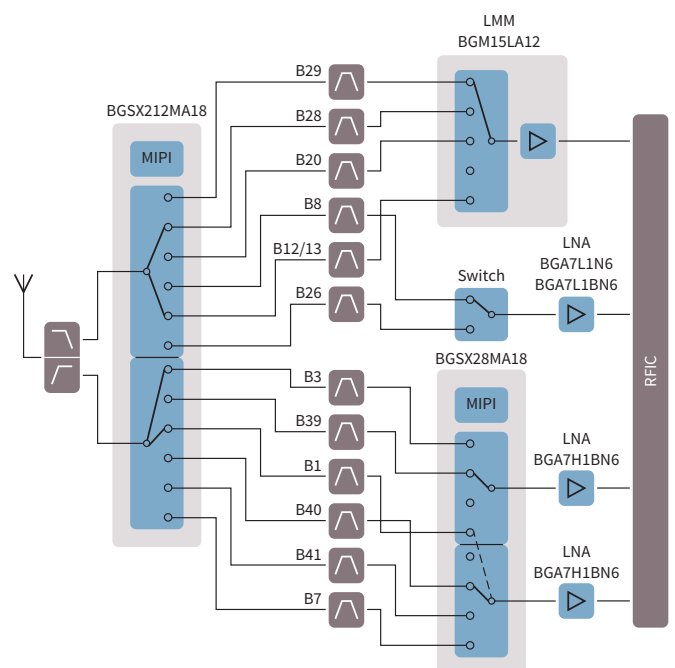 LMM
BGM15LA12
B29
BGSX212MA18
B28
MIPI
B20
B8
B12/13
LNA
BGA7L1N6
BGA7L1BN6
Switch
B26
BGSX28MA18
RFIC
B3
MIPI
B39
LNA
BGA7H1BN6
B1
B40
B41
LNA
BGA7H1BN6
B7